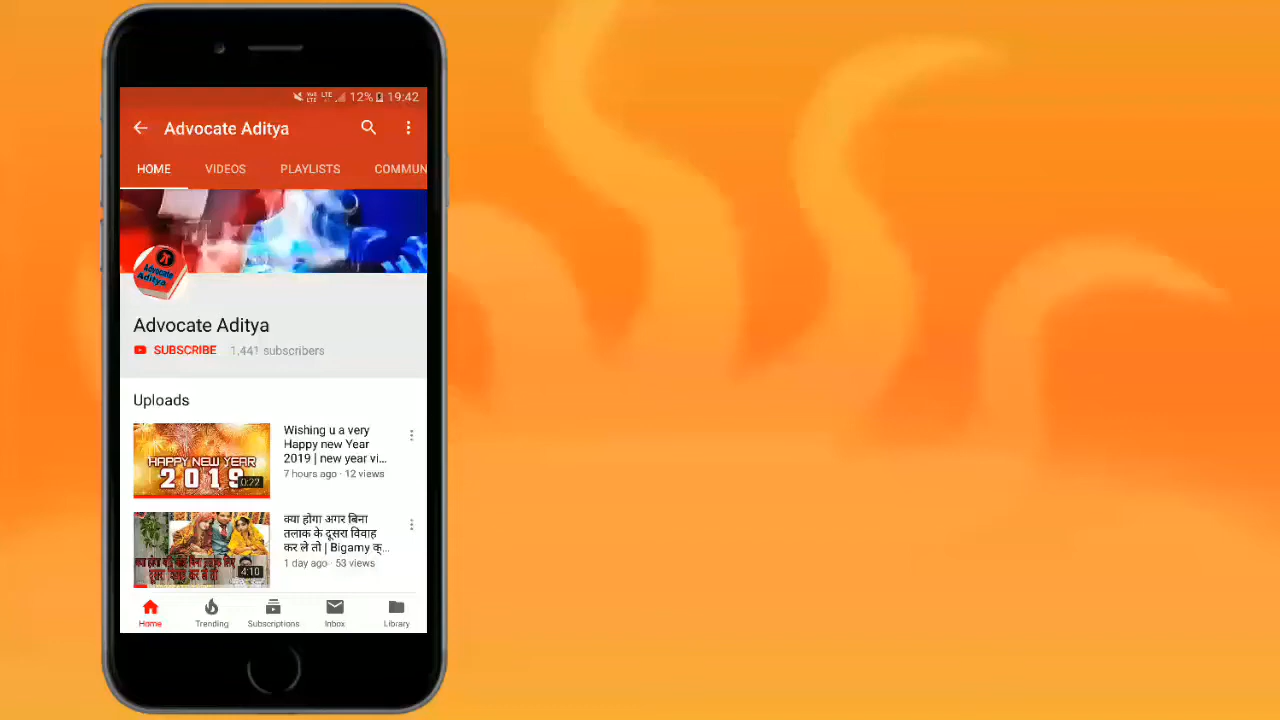 12% 19:42
Advocate Aditya
HOME VIDEOS PLAYLISTS COMMUN
Advocate
Aditya
Advocate Aditya
SUBSCRIBE 1,441 subscribers
Uploads
HAPPY NEW YEAR
2019
0:22
Wishing u a very
Happy new Year
2019 | new year vi...
7 hours ago · 12 views
4:10
क्या होगा अगर बिना
तलाक के दूसरा विवाह
कर ले तो | Bigamy क्...
1 day ago · 53 views
Home Trending Subscriptions Inbox Library